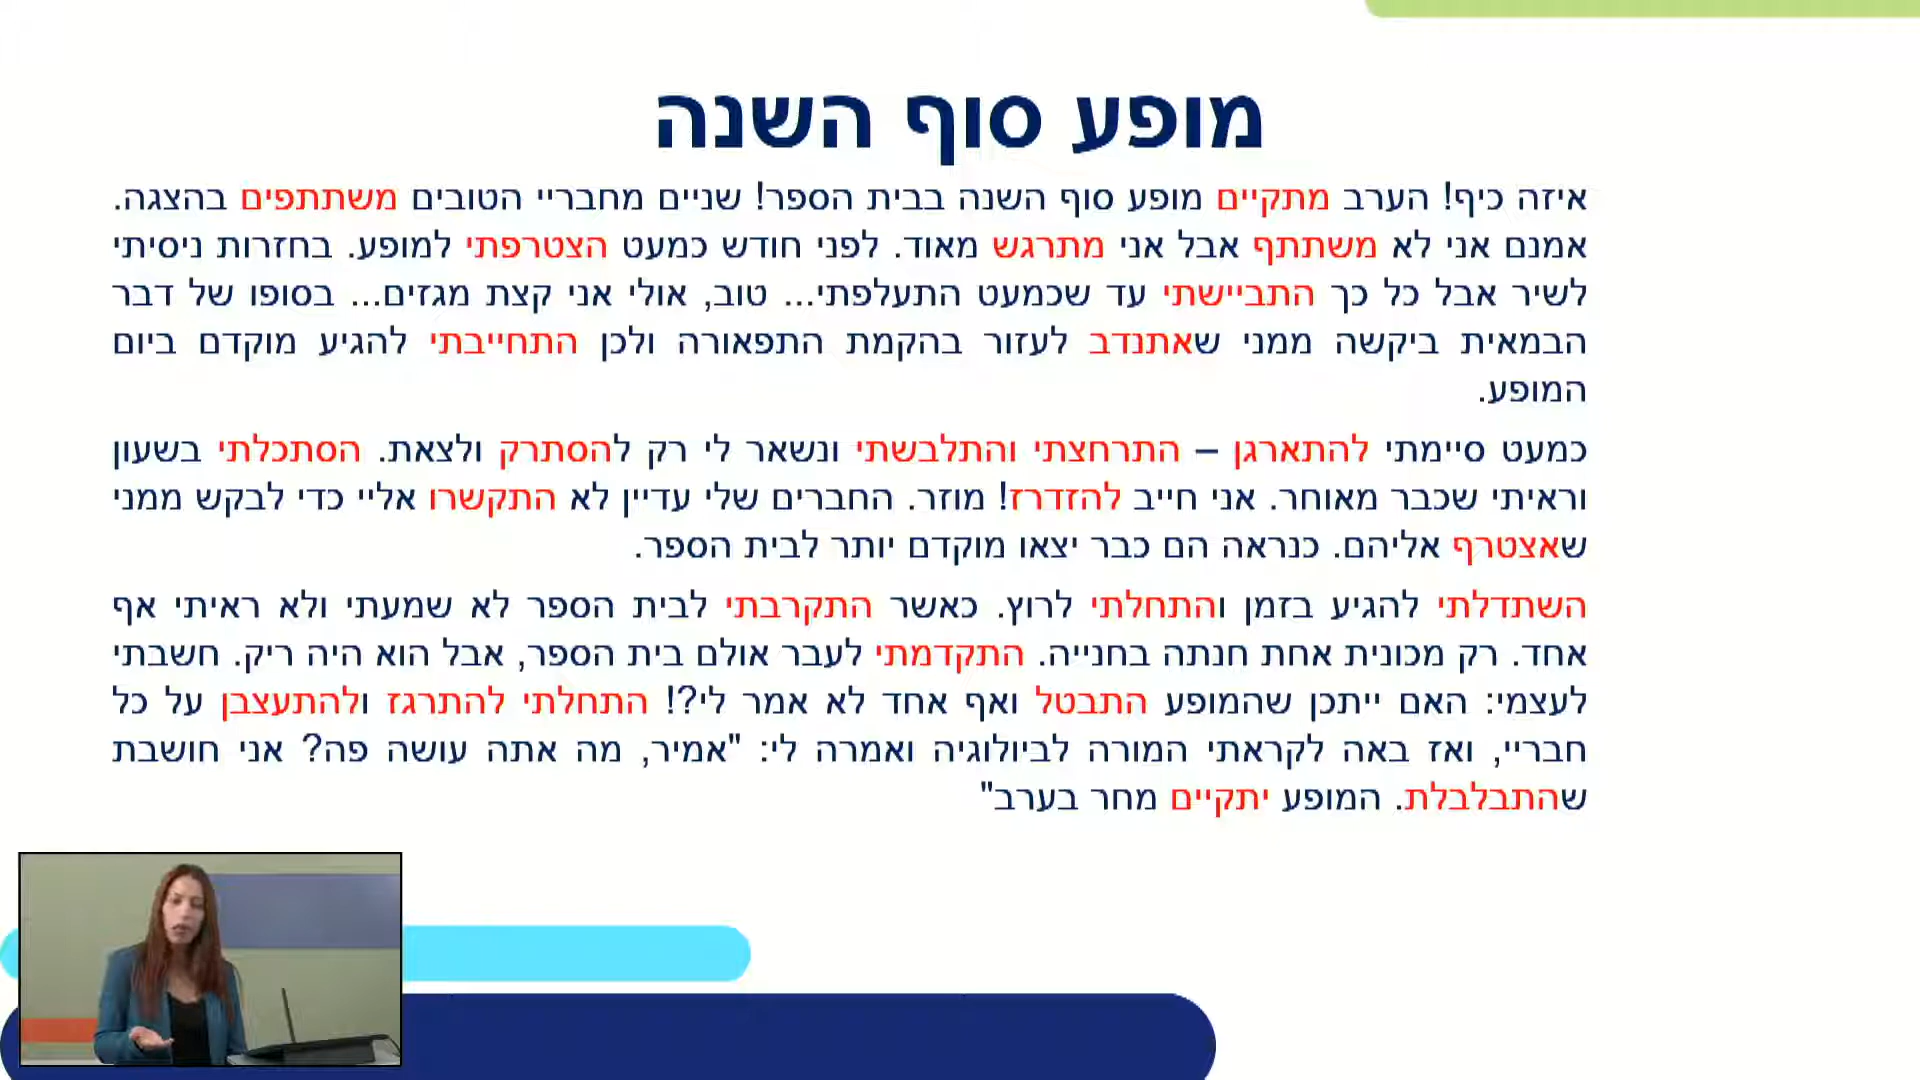 מופע סוף השנה
איזה כיף! הערב מתקיים מופע סוף השנה בבית הספר! שניים מחבריי הטובים משתתפים בהצגה.
אמנם אני לא משתתף אבל אני מתרגש מאוד. לפני חודש כמעט הצטרפתי למופע. בחזרות ניסיתי
לשיר אבל כל כך התביישתי עד שכמעט התעלפתי... טוב, אולי אני קצת מגזים... בסופו של דבר
הבמאית ביקשה ממני שאתנדב לעזור בהקמת התפאורה ולכן התחייבתי להגיע מוקדם ביום
המופע.
כמעט סיימתי להתארגן – התרחצתי והתלבשתי ונשאר לי רק להסתרק ולצאת. הסתכלתי בשעון
וראיתי שכבר מאוחר. אני חייב להזדרז! מוזר. החברים שלי עדיין לא התקשרו אליי כדי לבקש ממני
שאצטרף אליהם. כנראה הם כבר יצאו מוקדם יותר לבית הספר.
השתדלתי להגיע בזמן והתחלתי לרוץ. כאשר התקרבתי לבית הספר לא שמעתי ולא ראיתי אף
אחד. רק מכונית אחת חנתה בחנייה. התקדמתי לעבר אולם בית הספר, אבל הוא היה ריק. חשבתי
לעצמי: האם ייתכן שהמופע התבטל ואף אחד לא אמר לי?! התחלתי להתרגז ולהתעצבן על כל
חבריי, ואז באה לקראתי המורה לביולוגיה ואמרה לי: "אמיר, מה אתה עושה פה? אני חושבת
שהתבלבלת. המופע יתקיים מחר בערב"